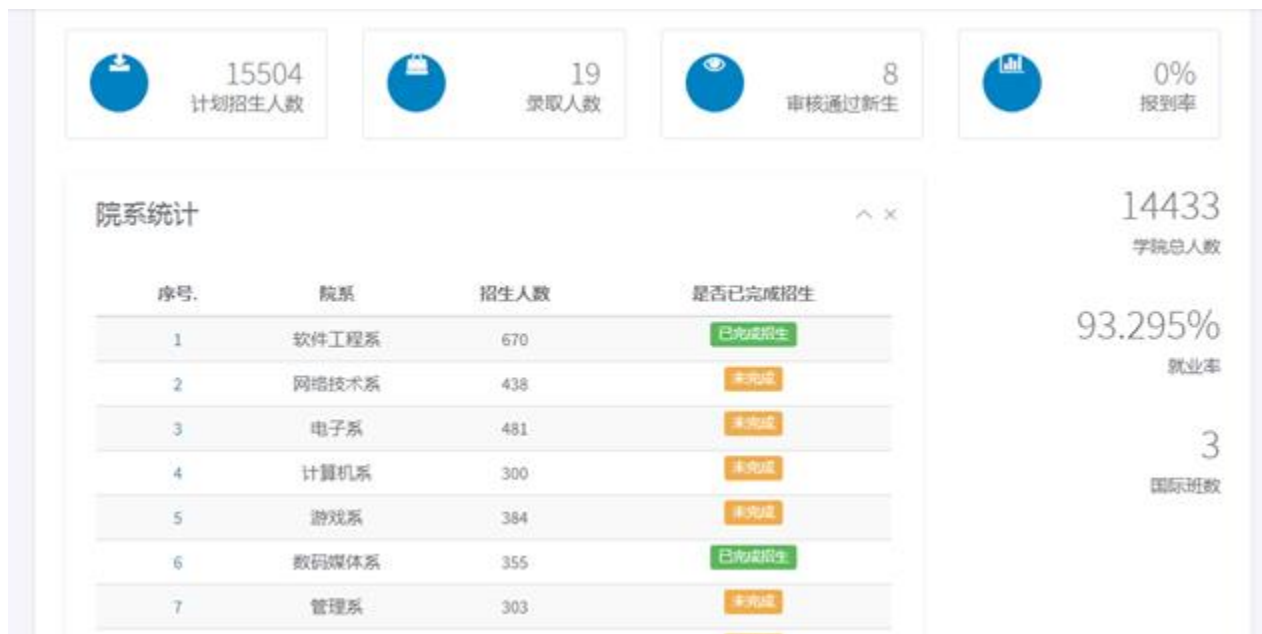 15504
计划招生人数
19
录取人数
8
审核通过新生
0%
报到率
院系统计
序号. 院系 招生人数 是否已完成招生
1 软件工程系 670 已完成招生
2 网络技术系 438 未完成
3 电子系 481 未完成
4 计算机系 300 未完成
5 游戏系 384 未完成
6 数码媒体系 355 已完成招生
7 管理系 303 未完成
14433
学院总人数
93.295%
就业率
3
国际班数